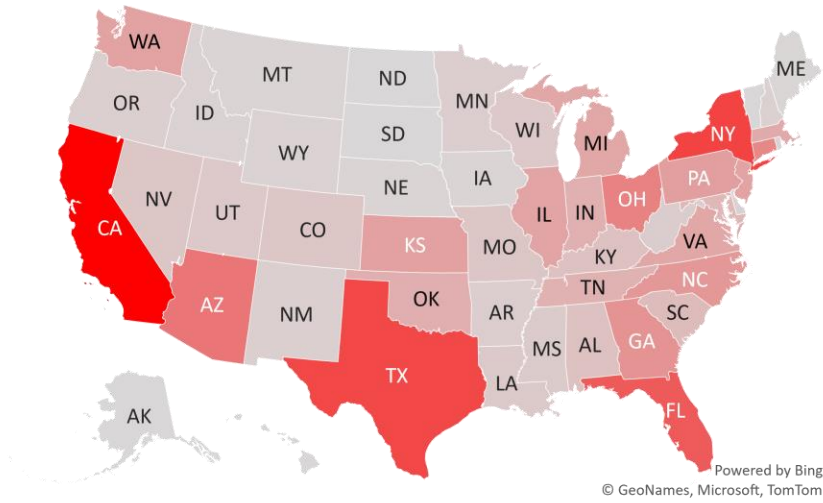 WA
MT
ND
ME
OR
ID
MN
SD
WI
MI
NY
WY
IA
PA
NE
OH
NV
UT
IL
IN
CO
KS
MO
VA
CA
KY
AZ
OK
TN
NC
NM
AR
SC
MS
AL
GA
TX
LA
AK
FL
Powered by Bing
© GeoNames, Microsoft, TomTom